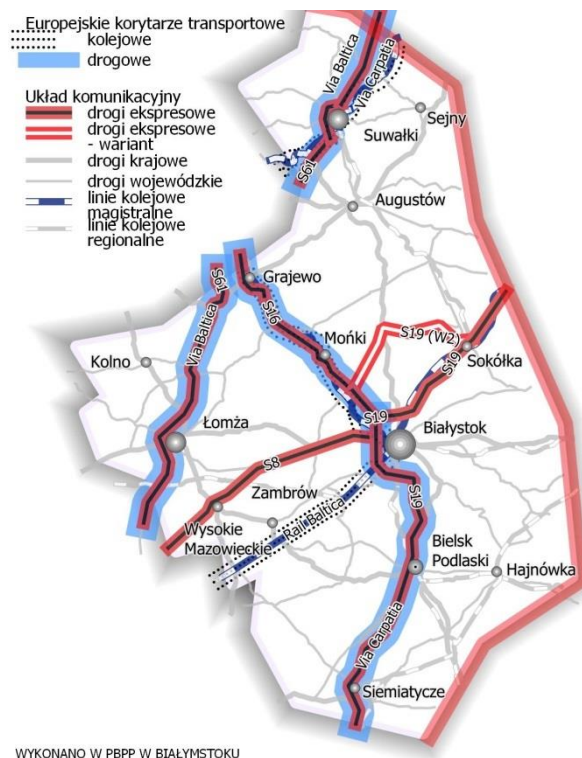 Europejskie korytarze transportowe
kolejowe
drogowe
Układ komunikacyjny
drogi ekspresowe
drogi ekspresowe
- wariant
drogi krajowe
drogi wojewódzkie
linie kolejowe
magistralne
linie kolejowe
regionalne
Via Baltica
Via Carpatia
Sejny
Suwałki
S61
Augustów
S61
Grajewo
S16
Via Baltica
Mońki
S19 (W2)
Kolno
S19
Sokółka
Łomża
S19
Białystok
S8
S19
Zambrów
Rail Baltica
Wysokie
Mazowieckie
Bielsk
Podlaski
Hajnówka
Via Carpatia
Siemiatycze
WYKONANO W PBPP W BIAŁYMSTOKU